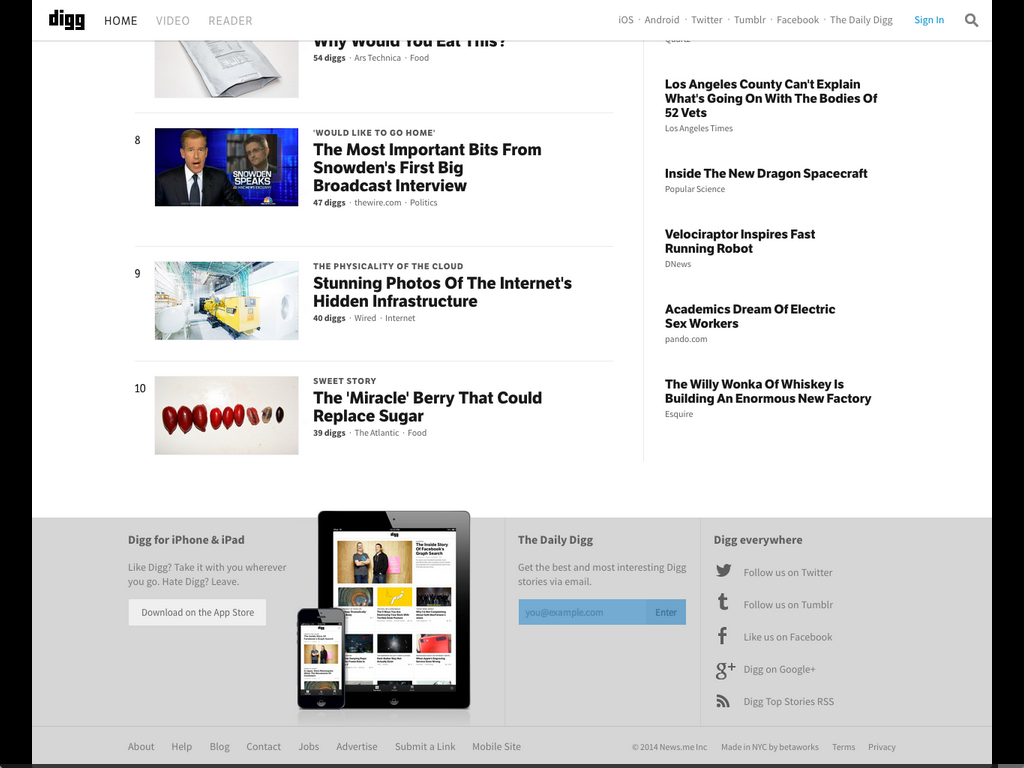 digg
HOME
VIDEO
READER
iOS · Android · Twitter · Tumblr · Facebook · The Daily Digg
Sign In
Why Would You Eat This?
54 diggs · Ars Technica · Food
8
SNOWDEN
SPEAKS
'WOULD LIKE TO GO HOME'
The Most Important Bits From
Snowden's First Big
Broadcast Interview
47 diggs · thewire.com · Politics
9
THE PHYSICALITY OF THE CLOUD
Stunning Photos Of The Internet's
Hidden Infrastructure
40 diggs · Wired · Internet
10
SWEET STORY
The 'Miracle' Berry That Could
Replace Sugar
39 diggs · The Atlantic · Food
Quartz
Los Angeles County Can't Explain
What's Going On With The Bodies Of
52 Vets
Los Angeles Times
Inside The New Dragon Spacecraft
Popular Science
Velociraptor Inspires Fast
Running Robot
DNews
Academics Dream Of Electric
Sex Workers
pando.com
The Willy Wonka Of Whiskey Is
Building An Enormous New Factory
Esquire
Digg for iPhone & iPad
Like Digg? Take it with you wherever
you go. Hate Digg? Leave.
Download on the App Store
digg
The Inside Story
Of Facebook's
Graph Search
The Daily Digg
Get the best and most interesting Digg
stories via email.
you@example.com
Enter
Digg everywhere
Follow us on Twitter
Follow us on Tumblr
Like us on Facebook
Digg on Google+
Digg Top Stories RSS
About
Help
Blog
Contact
Jobs
Advertise
Submit a Link
Mobile Site
© 2014 News.me Inc
Made in NYC by betaworks
Terms
Privacy